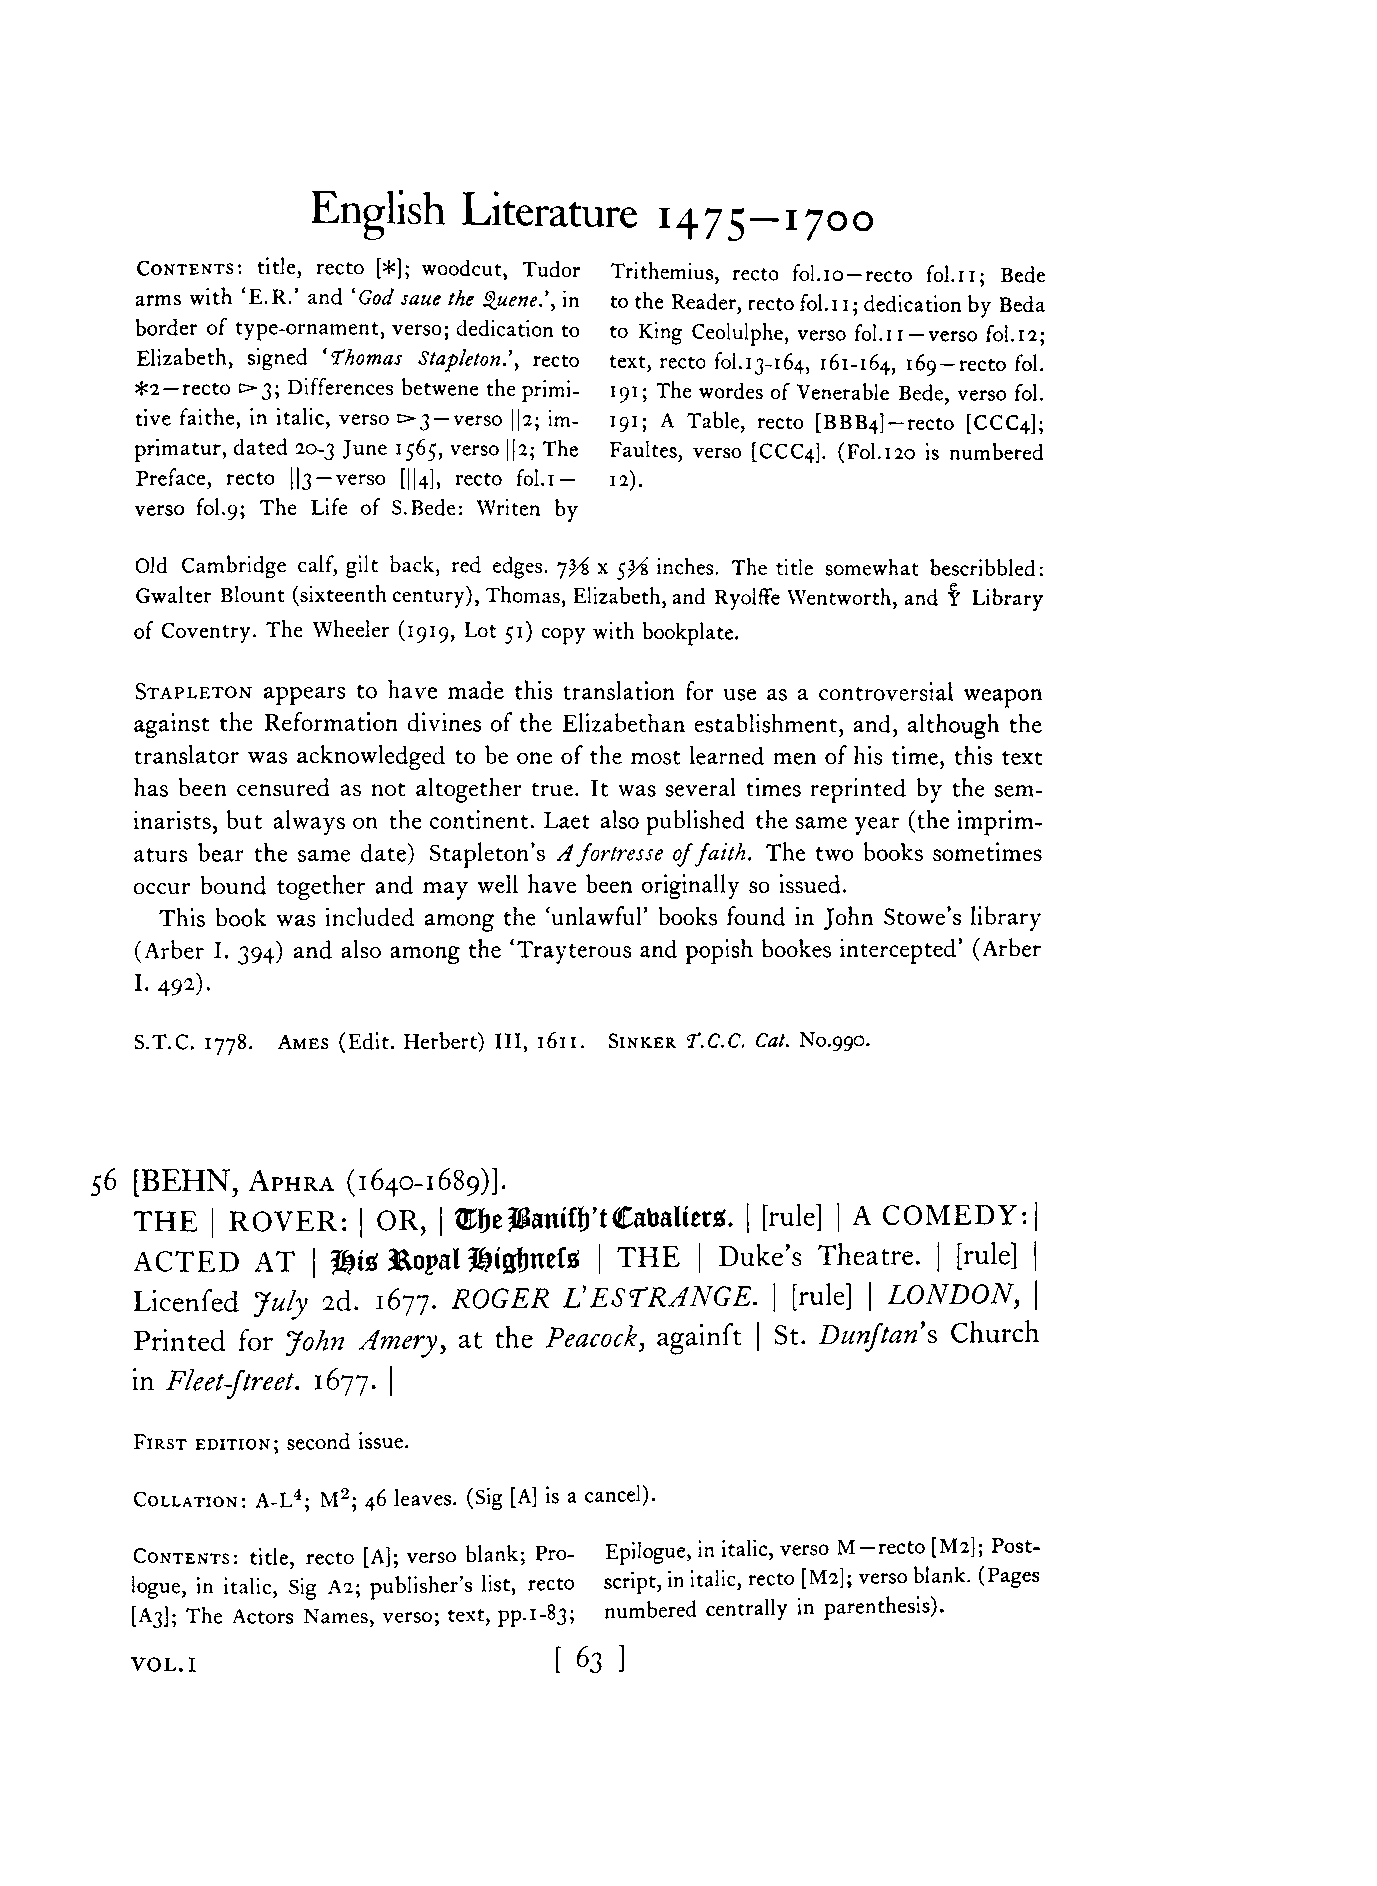 English Literature 1475—1700
CONTENTS: title, recto [*]; woodcut, Tudor
arms with ‘E.R.’ and ‘God saue the Quene.’, in
border of type-ornament, verso; dedication to
Elizabeth, signed ‘Thomas Stapleton.’, recto
*2—recto ▻3; Differences betwene the primi-
tive faithe, in italic, verso ▻3—verso ||2; im-
primatur, dated 20-3 June 1565, verso ||2; The
Preface, recto ||3—verso [||4], recto fol.1—
verso fol.9; The Life of S.Bede: Writen by
Trithemius, recto fol.10—recto fol.11; Bede
to the Reader, recto fol.11; dedication by Beda
to King Ceolulphe, verso fol.11—verso fol.12;
text, recto fol.13-164, 161-164, 169—recto fol.
191; The wordes of Venerable Bede, verso fol.
191; A Table, recto [BBB4]—recto [CCC4];
Faultes, verso [CCC4]. (Fol.120 is numbered
12).
Old Cambridge calf, gilt back, red edges. 7⅜ x 5⅜ inches. The title somewhat bescribbled:
Gwalter Blount (sixteenth century), Thomas, Elizabeth, and Ryolffe Wentworth, and yͤ Library
of Coventry. The Wheeler (1919, Lot 51) copy with bookplate.
STAPLETON appears to have made this translation for use as a controversial weapon
against the Reformation divines of the Elizabethan establishment, and, although the
translator was acknowledged to be one of the most learned men of his time, this text
has been censured as not altogether true. It was several times reprinted by the sem-
inarists, but always on the continent. Laet also published the same year (the imprim-
aturs bear the same date) Stapleton’s A fortresse of faith. The two books sometimes
occur bound together and may well have been originally so issued.
This book was included among the ‘unlawful’ books found in John Stowe’s library
(Arber I. 394) and also among the ‘Trayterous and popish bookes intercepted’ (Arber
I. 492).
S.T.C. 1778. AMES (Edit. Herbert) III, 1611. SINKER T.C.C. Cat. No.990.
56 [BEHN, APHRA (1640-1689)].
THE | ROVER: | OR, | The Baniſh’t Cavaliers. | [rule] | A COMEDY: |
ACTED AT | His Royal Highneſs | THE | Duke’s Theatre. | [rule] |
Licenſed July 2d. 1677. ROGER L’ESTRANGE. | [rule] | LONDON, |
Printed for John Amery, at the Peacock, againſt | St. Dunſtan’s Church
in Fleet-ſtreet. 1677. |
FIRST EDITION; second issue.
COLLATION: A-L⁴; M²; 46 leaves. (Sig [A] is a cancel).
CONTENTS: title, recto [A]; verso blank; Pro-
logue, in italic, Sig A2; publisher’s list, recto
[A3]; The Actors Names, verso; text, pp.1-83;
Epilogue, in italic, verso M—recto [M2]; Post-
script, in italic, recto [M2]; verso blank. (Pages
numbered centrally in parenthesis).
VOL.I [ 63 ]